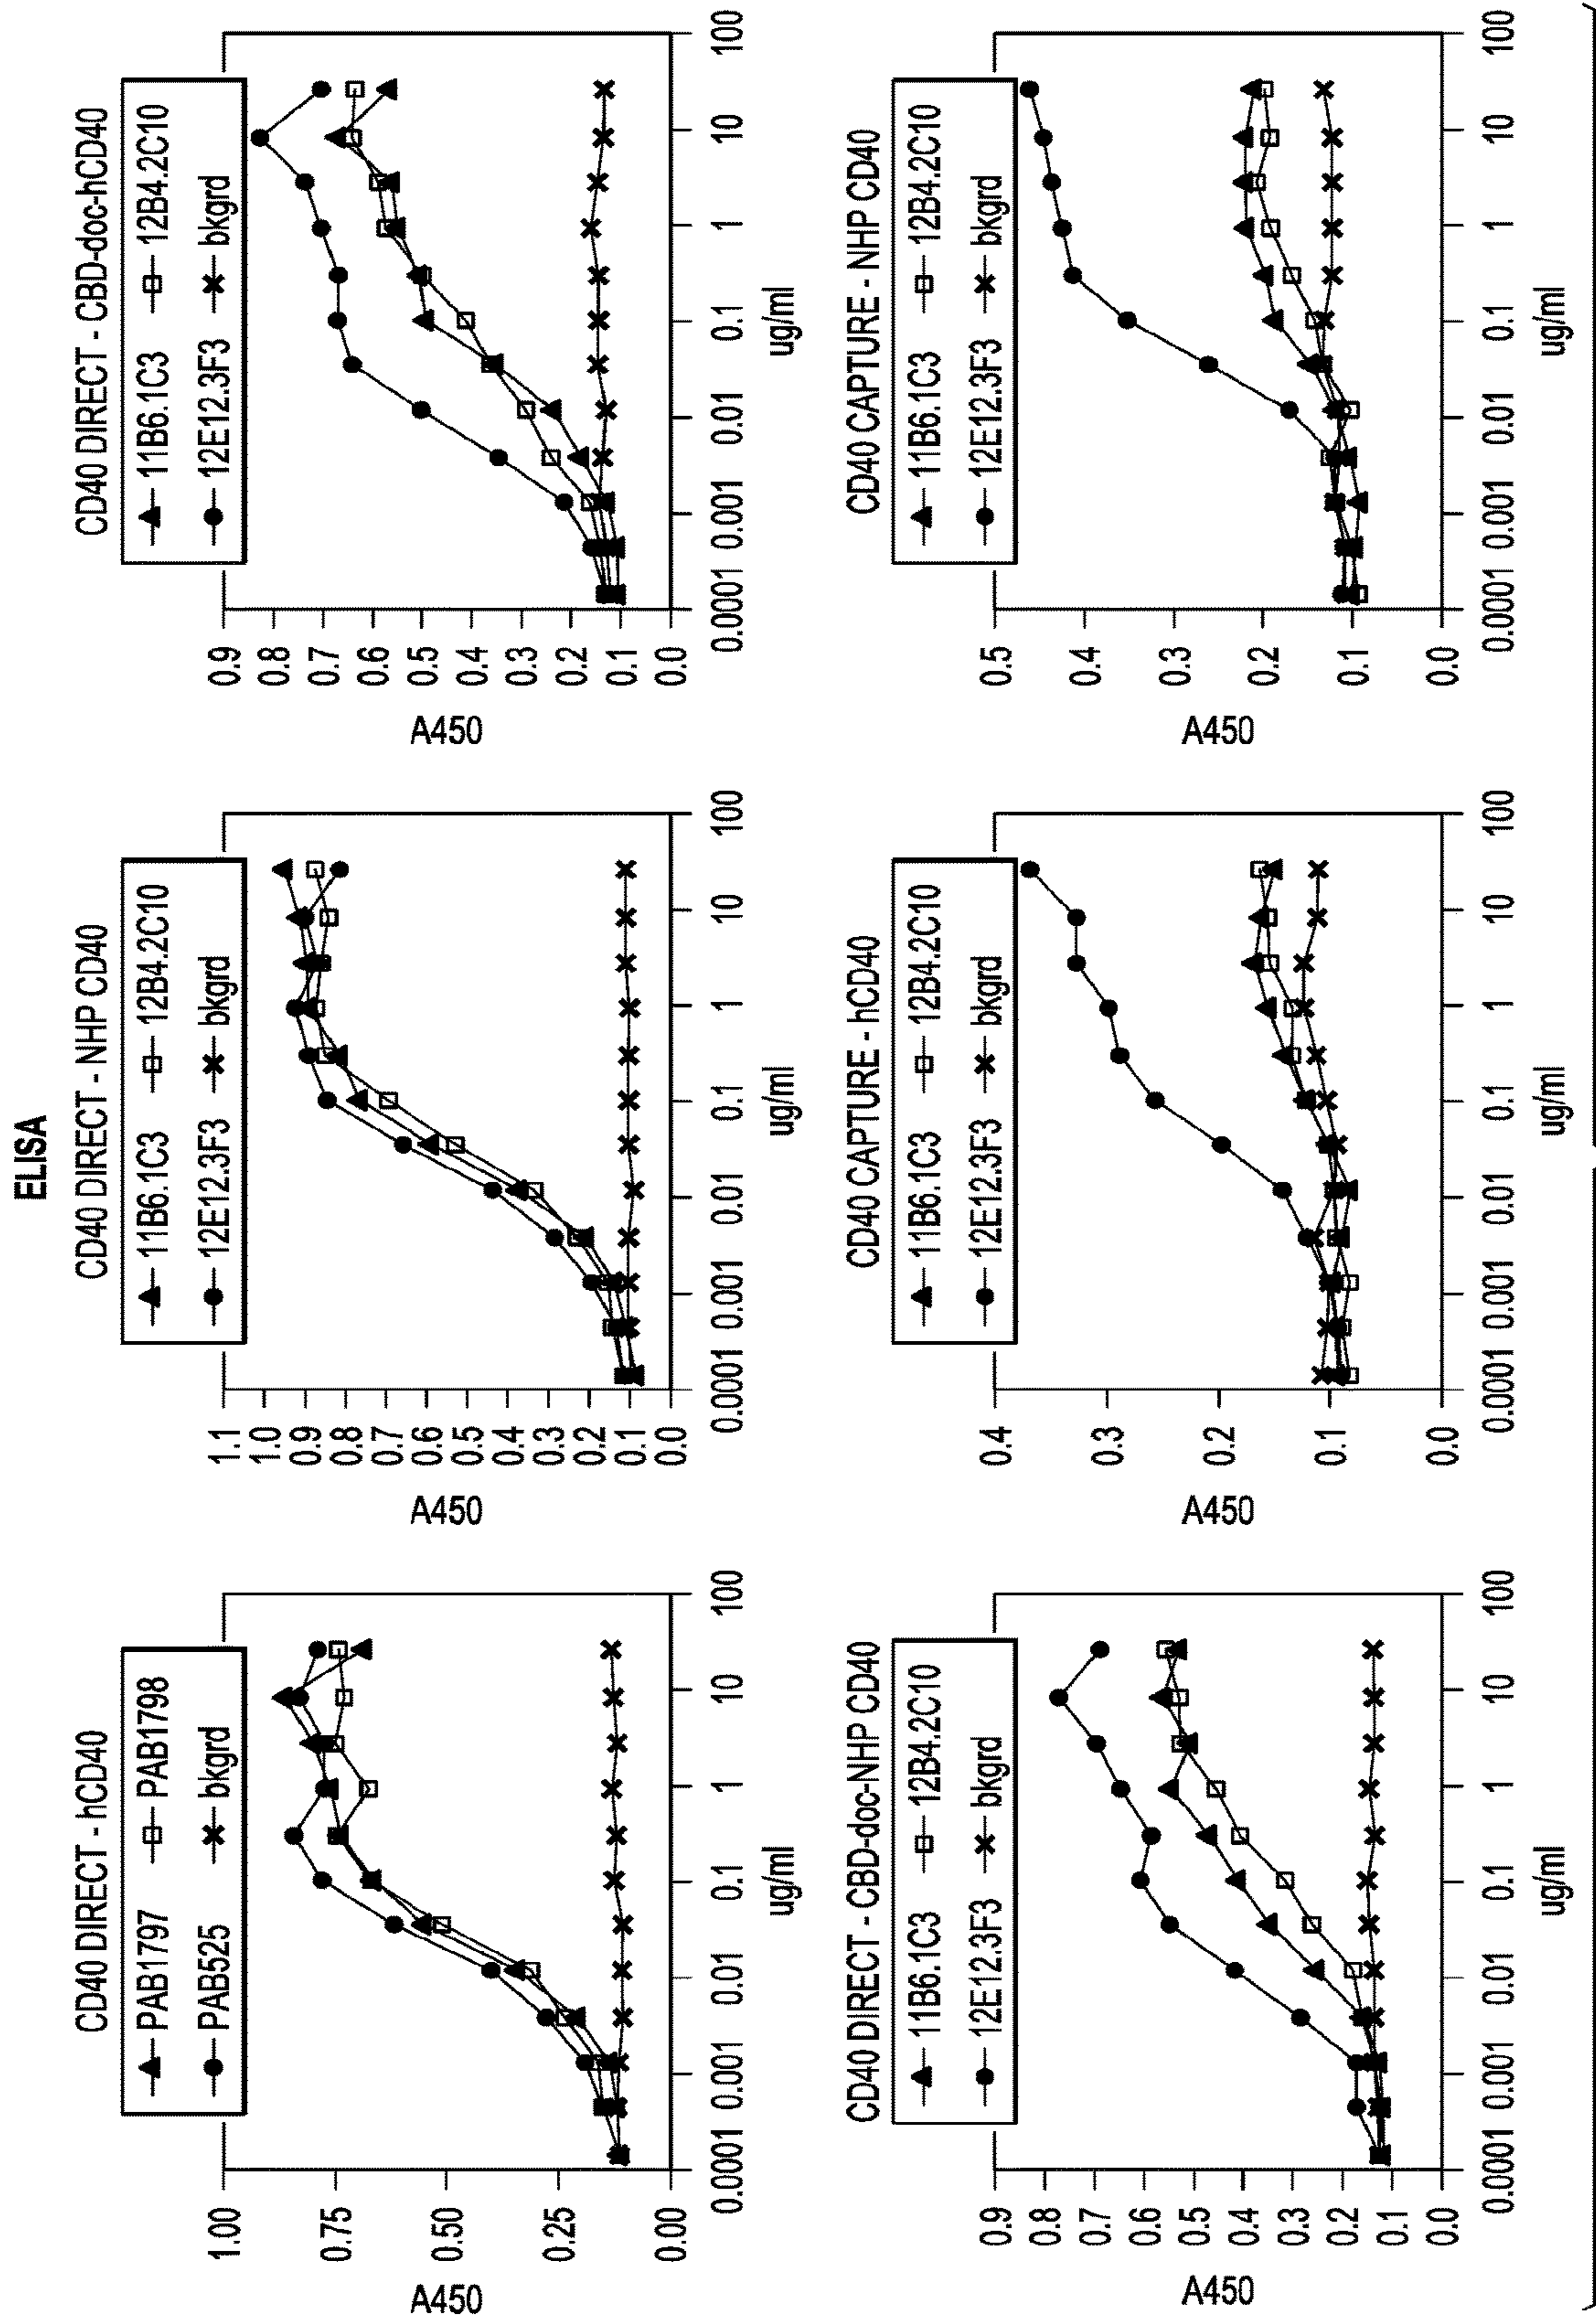 ELISA
CD40 DIRECT - hCD40
PAB1797 PAB1798
PAB525 bkgrd
A450
1.00
0.75
0.50
0.25
0.00
0.0001 0.001 0.01 0.1 1 10 100
ug/ml
CD40 DIRECT - NHP CD40
11B6.1C3 12B4.2C10
12E12.3F3 bkgrd
A450
1.1
1.0
0.9
0.8
0.7
0.6
0.5
0.4
0.3
0.2
0.1
0.0
0.0001 0.001 0.01 0.1 1 10 100
ug/ml
CD40 DIRECT - CBD-doc-hCD40
11B6.1C3 12B4.2C10
12E12.3F3 bkgrd
A450
0.9
0.8
0.7
0.6
0.5
0.4
0.3
0.2
0.1
0.0
0.0001 0.001 0.01 0.1 1 10 100
ug/ml
CD40 DIRECT - CBD-doc-NHP CD40
11B6.1C3 12B4.2C10
12E12.3F3 bkgrd
A450
0.9
0.8
0.7
0.6
0.5
0.4
0.3
0.2
0.1
0.0
0.0001 0.001 0.01 0.1 1 10 100
ug/ml
CD40 CAPTURE - hCD40
11B6.1C3 12B4.2C10
12E12.3F3 bkgrd
A450
0.4
0.3
0.2
0.1
0.0
0.0001 0.001 0.01 0.1 1 10 100
ug/ml
CD40 CAPTURE - NHP CD40
11B6.1C3 12B4.2C10
12E12.3F3 bkgrd
A450
0.5
0.4
0.3
0.2
0.1
0.0
0.0001 0.001 0.01 0.1 1 10 100
ug/ml